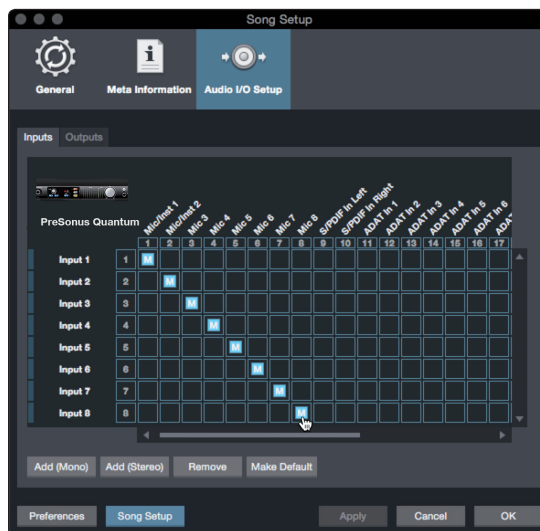 Song Setup
General
Meta Information
Audio I/O Setup
Inputs Outputs
PreSonus Quantum
Mic/Inst 1
Mic/Inst 2
Mic 3
Mic 4
Mic 5
Mic 6
Mic 7
Mic 8
S/PDIF In Left
S/PDIF In Right
ADAT In 1
ADAT In 2
ADAT In 3
ADAT In 4
ADAT In 5
ADAT In 6
ADAT
1 2 3 4 5 6 7 8 9 10 11 12 13 14 15 16 17
Input 1 1 M
Input 2 2 M
Input 3 3 M
Input 4 4 M
Input 5 5 M
Input 6 6 M
Input 7 7 M
Input 8 8 M
Add (Mono) Add (Stereo) Remove Make Default
Preferences Song Setup Apply Cancel OK